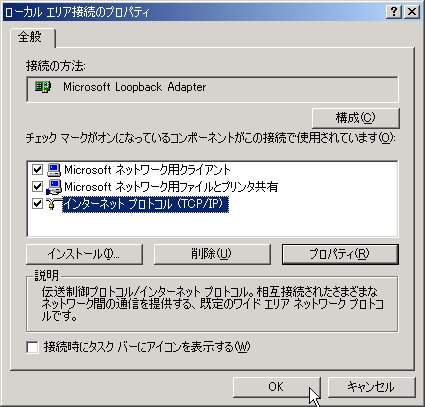 ローカル エリア接続のプロパティ
全般
接続の方法:
Microsoft Loopback Adapter
構成(C)
チェック マークがオンになっているコンポーネントがこの接続で使用されています(O):
Microsoft ネットワーク用クライアント
Microsoft ネットワーク用ファイルとプリンタ共有
インターネット プロトコル (TCP/IP)
インストール(I)... 削除(U) プロパティ(R)
説明
伝送制御プロトコル/インターネット プロトコル。相互接続されたさまざまな
ネットワーク間の通信を提供する、既定のワイド エリア ネットワーク プロトコ
ルです。
接続時にタスク バーにアイコンを表示する(W)
OK キャンセル